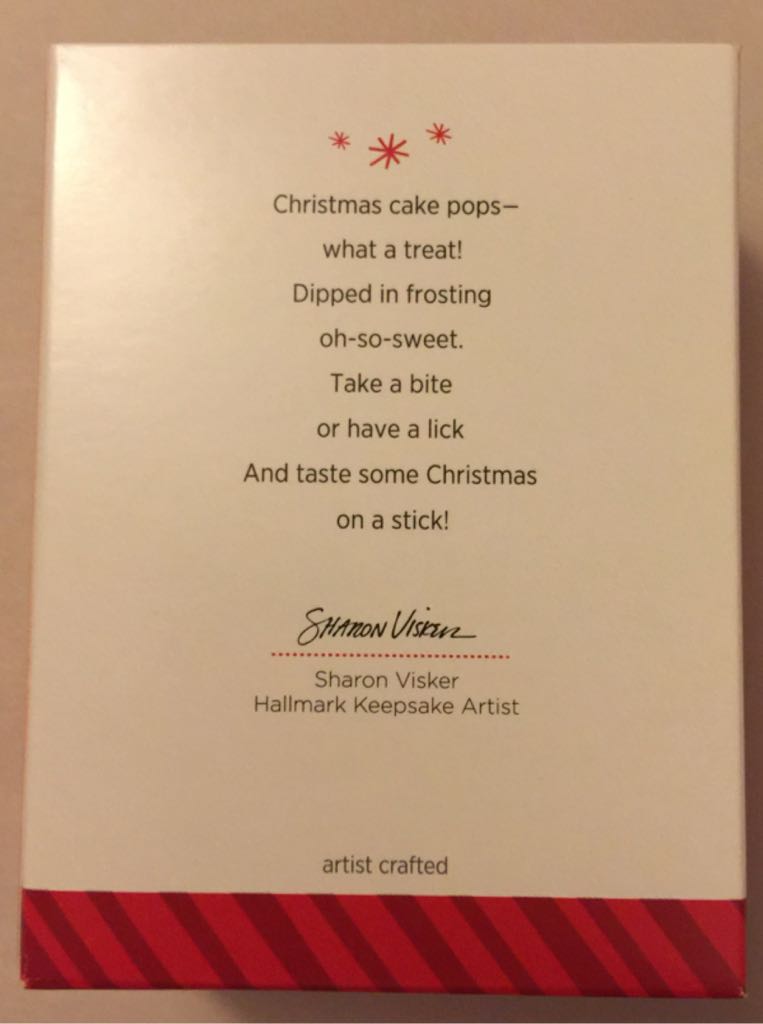 Christmas cake pops—
what a treat!
Dipped in frosting
oh-so-sweet.
Take a bite
or have a lick
And taste some Christmas
on a stick!
Sharon Visker
Sharon Visker
Hallmark Keepsake Artist
artist crafted